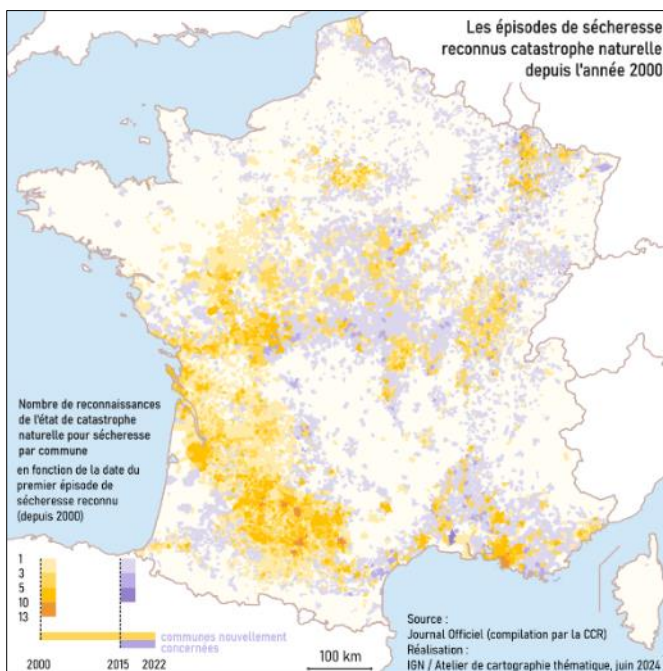 Les épisodes de sécheresse
reconnus catastrophe naturelle
depuis l'année 2000
Nombre de reconnaissances
de l'état de catastrophe
naturelle pour sécheresse
par commune
en fonction de la date du
premier épisode de
sécheresse reconnu
(depuis 2000)
1
3
5
10
13
communes nouvellement
concernées
2000 2015 2022
100 km
Source :
Journal Officiel (compilation par la CCR)
Réalisation :
IGN / Atelier de cartographie thématique, juin 2024